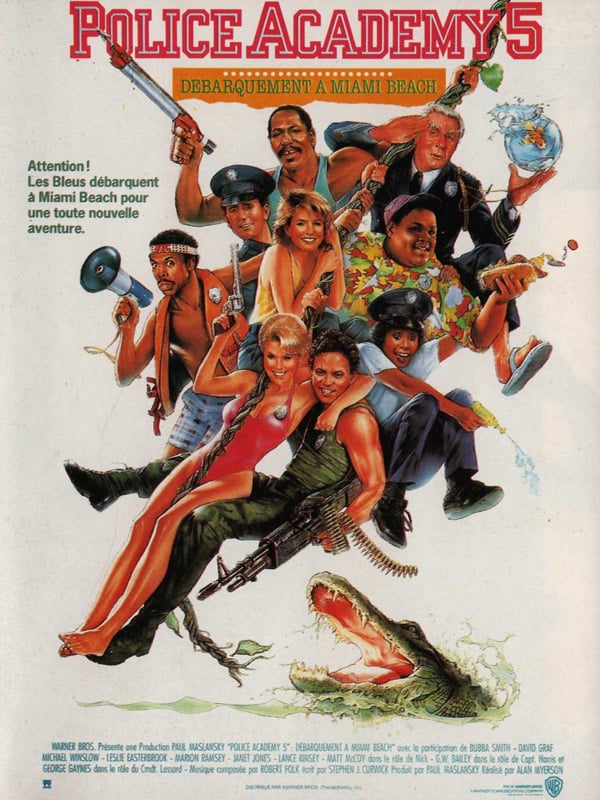 POLICE ACADEMY 5
DEBARQUEMENT A MIAMI BEACH
Attention!
Les Bleus débarquent
à Miami Beach pour
une toute nouvelle
aventure.
WARNER BROS. Présente une Production PAUL MASLANSKY "POLICE ACADEMY 5": DÉBARQUEMENT A MIAMI BEACH" avec la participation de BUBBA SMITH - DAVID GRAF
MICHAEL WINSLOW - LESLIE EASTERBROOK - MARION RAMSEY - JANET JONES - LANCE KINSEY - MATT McCOY dans le rôle de Nick - G.W. BAILEY dans le rôle de Capt. Harris et
GEORGE GAYNES dans le rôle du Cmdt. Lassard - Musique composée par ROBERT FOLK écrit par STEPHEN J. CURWICK Produit par PAUL MASLANSKY Réalisé par ALAN MYERSON
DISTRIBUÉ PAR WARNER BROS. (Transatlantic), Inc.
WB